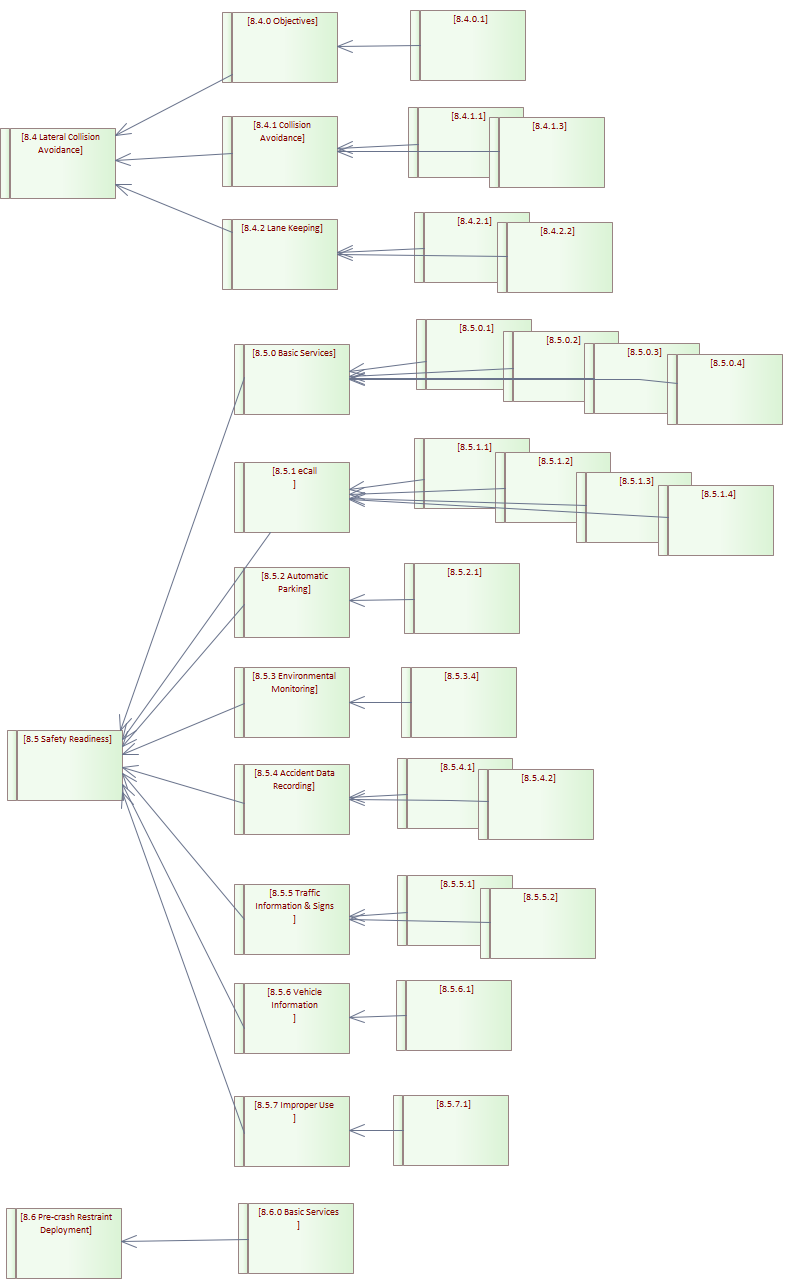 [8.4.0 Objectives]
[8.4.0.1]
[8.4 Lateral Collision
Avoidance]
[8.4.1 Collision
Avoidance]
[8.4.1.1]
[8.4.1.3]
[8.4.2 Lane Keeping]
[8.4.2.1]
[8.4.2.2]
[8.5.0 Basic Services]
[8.5.0.1]
[8.5.0.2]
[8.5.0.3]
[8.5.0.4]
[8.5.1 eCall
]
[8.5.1.1]
[8.5.1.2]
[8.5.1.3]
[8.5.1.4]
[8.5.2 Automatic
Parking]
[8.5.2.1]
[8.5.3 Environmental
Monitoring]
[8.5.3.4]
[8.5 Safety Readiness]
[8.5.4 Accident Data
Recording]
[8.5.4.1]
[8.5.4.2]
[8.5.5 Traffic
Information & Signs
]
[8.5.5.1]
[8.5.5.2]
[8.5.6 Vehicle
Information
]
[8.5.6.1]
[8.5.7 Improper Use
]
[8.5.7.1]
[8.6 Pre-crash Restraint
Deployment]
[8.6.0 Basic Services
]